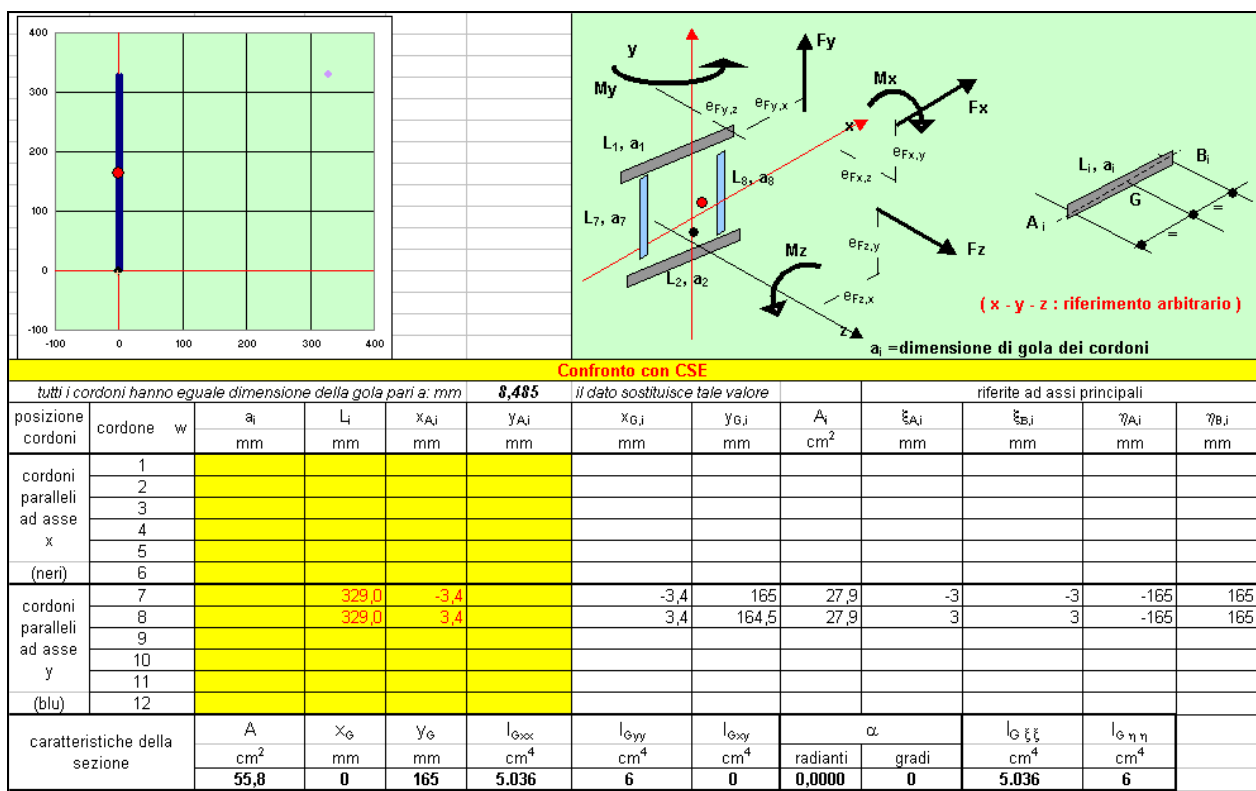 400
300
200
100
0
-100
-100 0 100 200 300 400
y
My
Fy
Mx
Fx
eFy,z
eFy,x
x
eFx,y
eFx,z
L1, a1
L8, a8
L7, a7
L2, a2
Mz
eFz,y
Fz
eFz,x
z
Li, ai
Bi
G
Ai
=
=
( x - y - z : riferimento arbitrario )
ai =dimensione di gola dei cordoni
Confronto con CSE
tutti i cordoni hanno eguale dimensione della gola pari a: mm 8,485 il dato sostituisce tale valore riferite ad assi principali
posizione cordoni cordone w ai Li xA,i yA,i xG,i yG,i Ai ξA,i ξB,i ηA,i ηB,i
mm mm mm mm mm mm cm2 mm mm mm mm
cordoni paralleli ad asse x
1
2
3
4
5
(neri) 6
cordoni paralleli ad asse y
7 329,0 -3,4 -3,4 165 27,9 -3 -3 -165 165
8 329,0 3,4 3,4 164,5 27,9 3 3 -165 165
9
10
11
(blu) 12
caratteristiche della sezione
A xG yG IGxx IGyy IGxy α IG ξξ IG ηη
cm2 mm mm cm4 cm4 cm4 radianti gradi cm4 cm4
55,8 0 165 5.036 6 0 0,0000 0 5.036 6